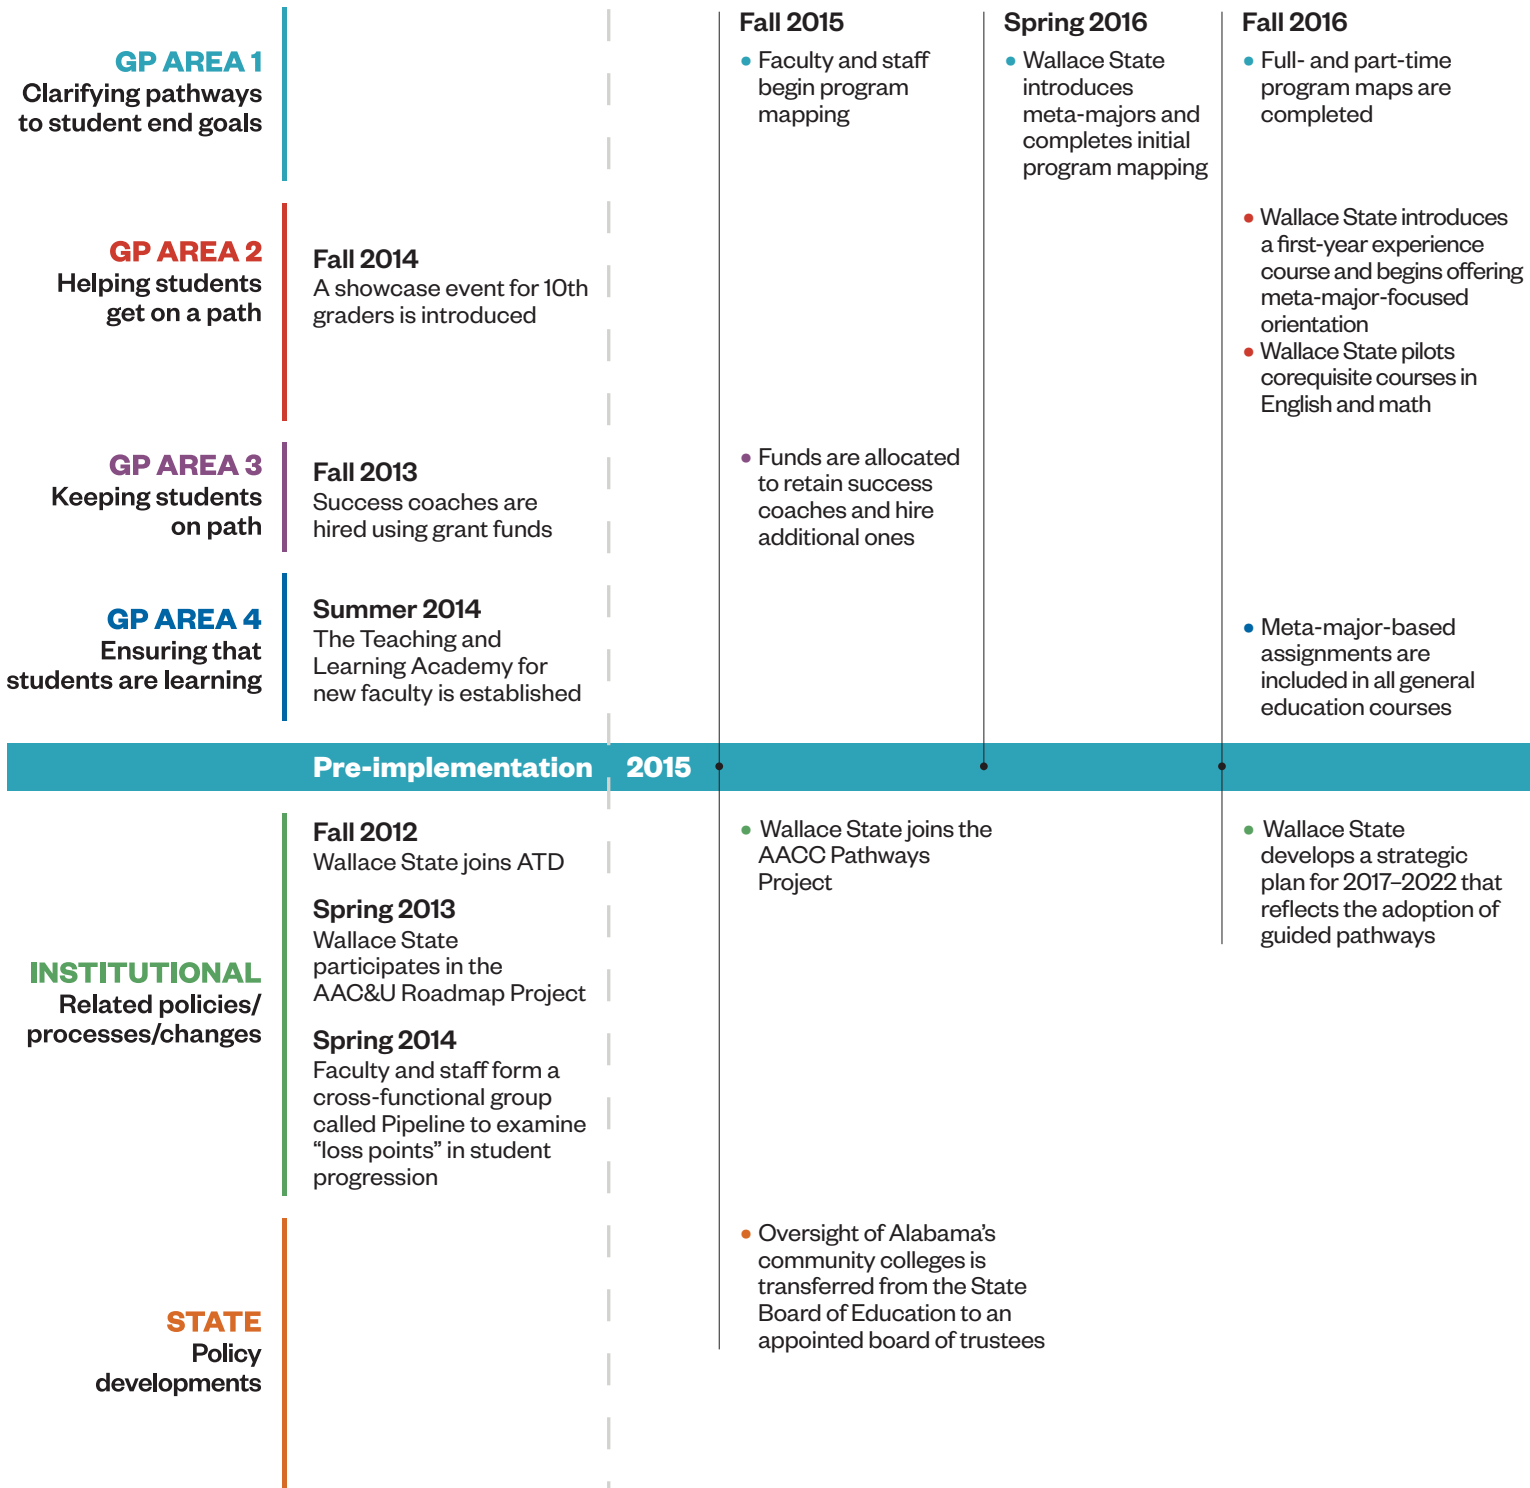 Fall 2015
Spring 2016
Fall 2016
GP AREA 1
Clarifying pathways
to student end goals
• Faculty and staff
begin program
mapping
• Wallace State
introduces
meta-majors and
completes initial
program mapping
• Full- and part-time
program maps are
completed
GP AREA 2
Helping students
get on a path
Fall 2014
A showcase event for 10th
graders is introduced
• Wallace State introduces
a first-year experience
course and begins offering
meta-major-focused
orientation
• Wallace State pilots
corequisite courses in
English and math
GP AREA 3
Keeping students
on path
Fall 2013
Success coaches are
hired using grant funds
• Funds are allocated
to retain success
coaches and hire
additional ones
GP AREA 4
Ensuring that
students are learning
Summer 2014
The Teaching and
Learning Academy for
new faculty is established
• Meta-major-based
assignments are
included in all general
education courses
Pre-implementation
2015
INSTITUTIONAL
Related policies/
processes/changes
Fall 2012
Wallace State joins ATD
Spring 2013
Wallace State
participates in the
AAC&U Roadmap Project
Spring 2014
Faculty and staff form a
cross-functional group
called Pipeline to examine
“loss points” in student
progression
• Wallace State joins the
AACC Pathways
Project
• Wallace State
develops a strategic
plan for 2017–2022 that
reflects the adoption of
guided pathways
STATE
Policy
developments
• Oversight of Alabama’s
community colleges is
transferred from the State
Board of Education to an
appointed board of trustees